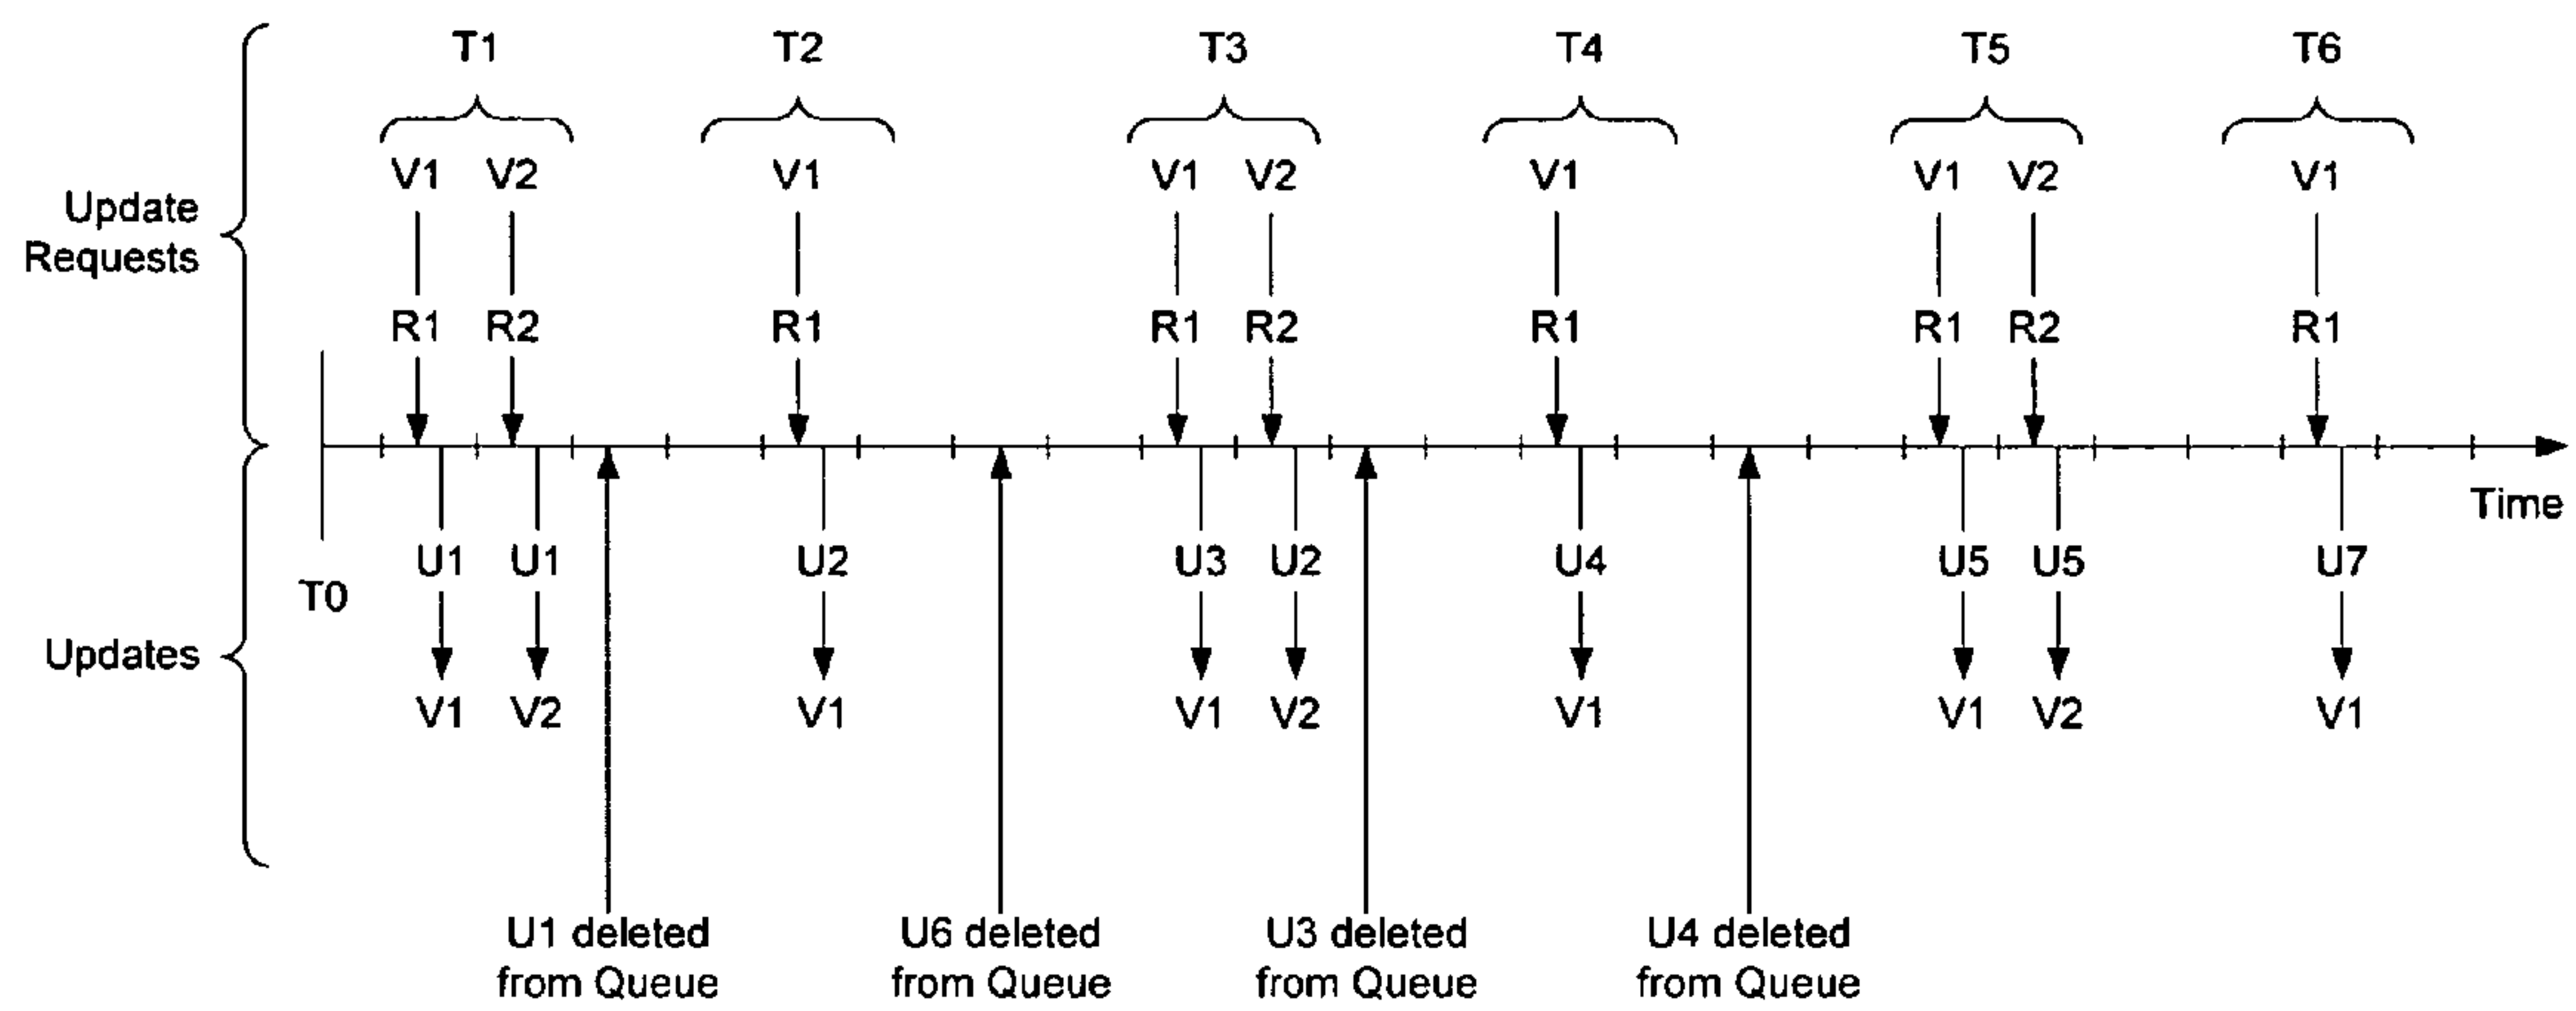 T1 T2 T3 T4 T5 T6
V1 V2 V1 V1 V2 V1 V1 V2 V1
Update
Requests
R1 R2 R1 R1 R2 R1 R1 R2 R1
Time
U1 U1 U2 U3 U2 U4 U5 U5 U7
T0
Updates
V1 V2 V1 V1 V2 V1 V1 V2 V1
U1 deleted
from Queue
U6 deleted
from Queue
U3 deleted
from Queue
U4 deleted
from Queue